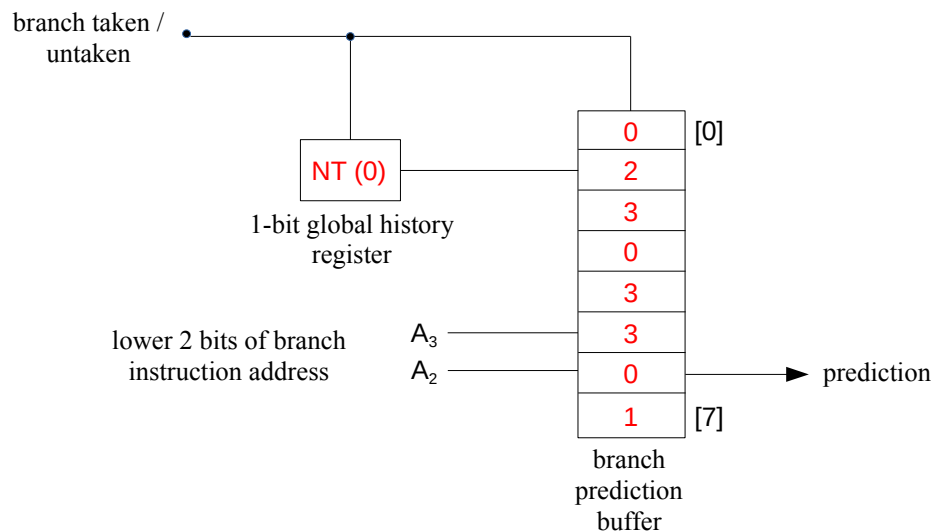 branch taken /
untaken
0 [0]
NT (0)
2
3
1-bit global history
register
0
3
lower 2 bits of branch
instruction address
A3
3
A2
0
prediction
1 [7]
branch
prediction
buffer